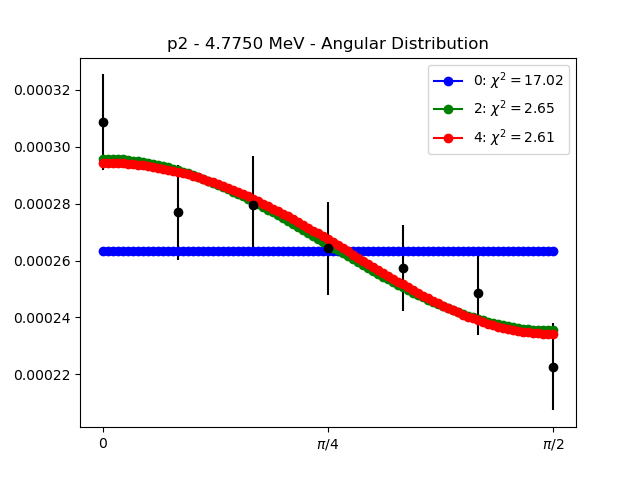 p2 - 4.7750 MeV - Angular Distribution
0: χ² = 17.02
2: χ² = 2.65
4: χ² = 2.61
0.00032
0.00030
0.00028
0.00026
0.00024
0.00022
0
π/4
π/2